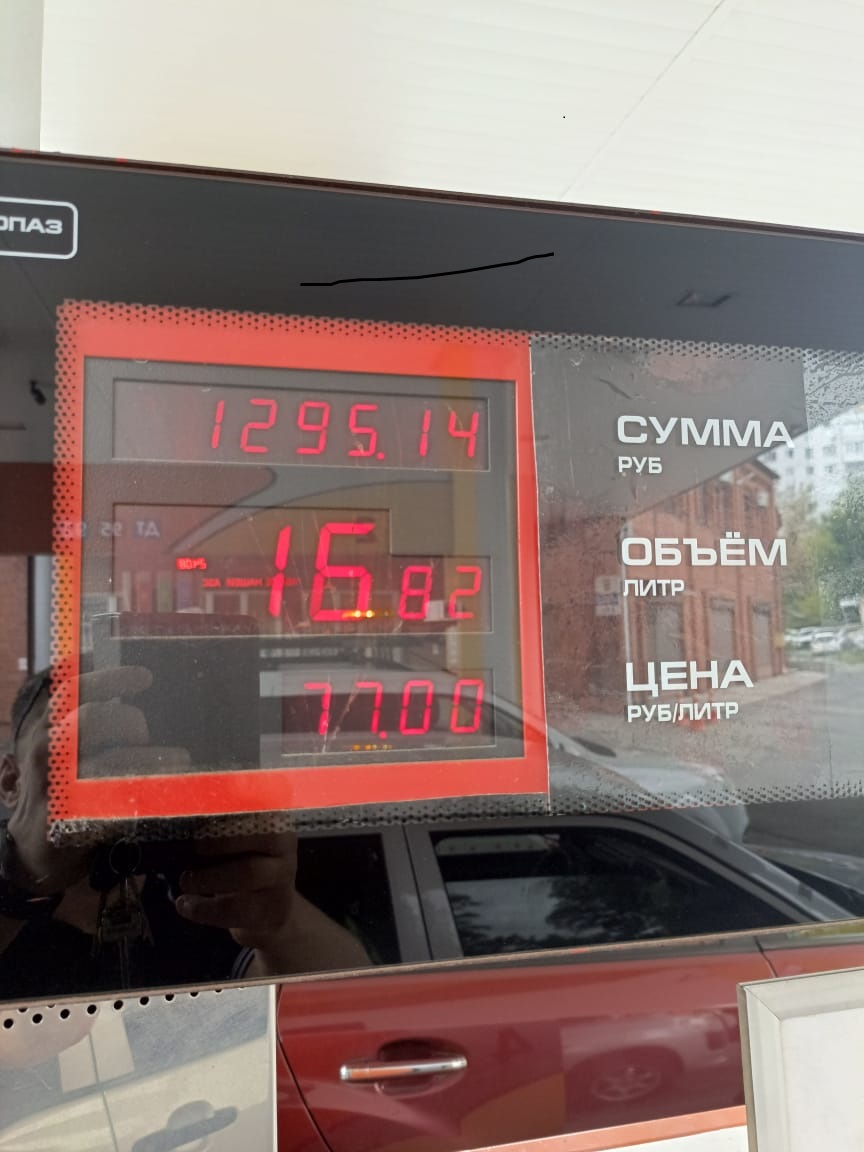 ОПАЗ
1295.14
СУММА
РУБ
16.82
ОБЪЁМ
ЛИТР
77.00
ЦЕНА
РУБ/ЛИТР